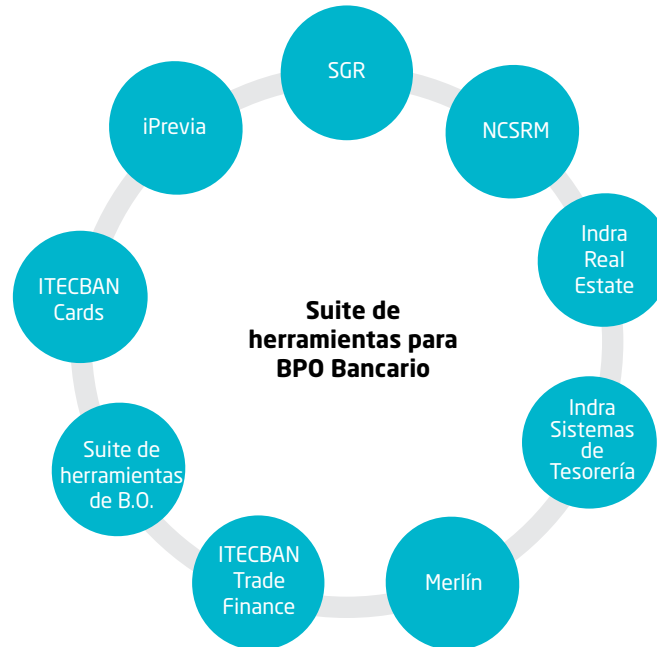 SGR
iPrevia
NCSRM
Indra
Real
Estate
ITECBAN
Cards
Suite de
herramientas para
BPO Bancario
Indra
Sistemas
de
Tesorería
Suite de
herramientas
de B.O.
ITECBAN
Trade
Finance
Merlín